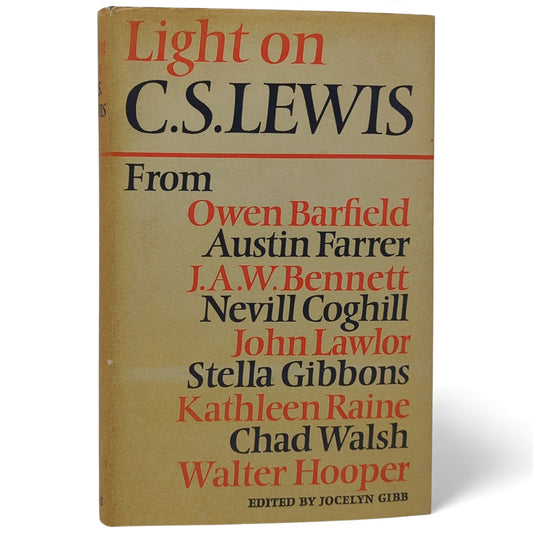 Light on
C.S.LEWIS
From
Owen Barfield
Austin Farrer
J.A.W.Bennett
Nevill Coghill
John Lawlor
Stella Gibbons
Kathleen Raine
Chad Walsh
Walter Hooper
EDITED BY JOCELYN GIBB